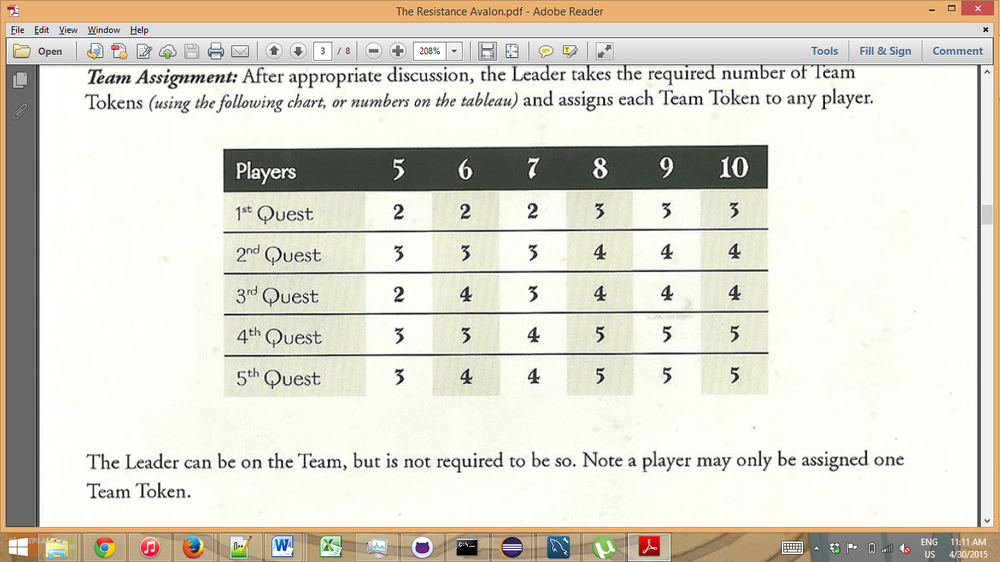 The Resistance Avalon.pdf - Adobe Reader
File Edit View Window Help
Open 3 / 8 208% Tools Fill & Sign Comment
Team Assignment: After appropriate discussion, the Leader takes the required number of Team
Tokens (using the following chart, or numbers on the tableau) and assigns each Team Token to any player.
Players 5 6 7 8 9 10
1st Quest 2 2 2 3 3 3
2nd Quest 3 3 3 4 4 4
3rd Quest 2 4 3 4 4 4
4th Quest 3 3 4 5 5 5
5th Quest 3 4 4 5 5 5
The Leader can be on the Team, but is not required to be so. Note a player may only be assigned one
Team Token.
ENG 11:11 AM
US 4/30/2015